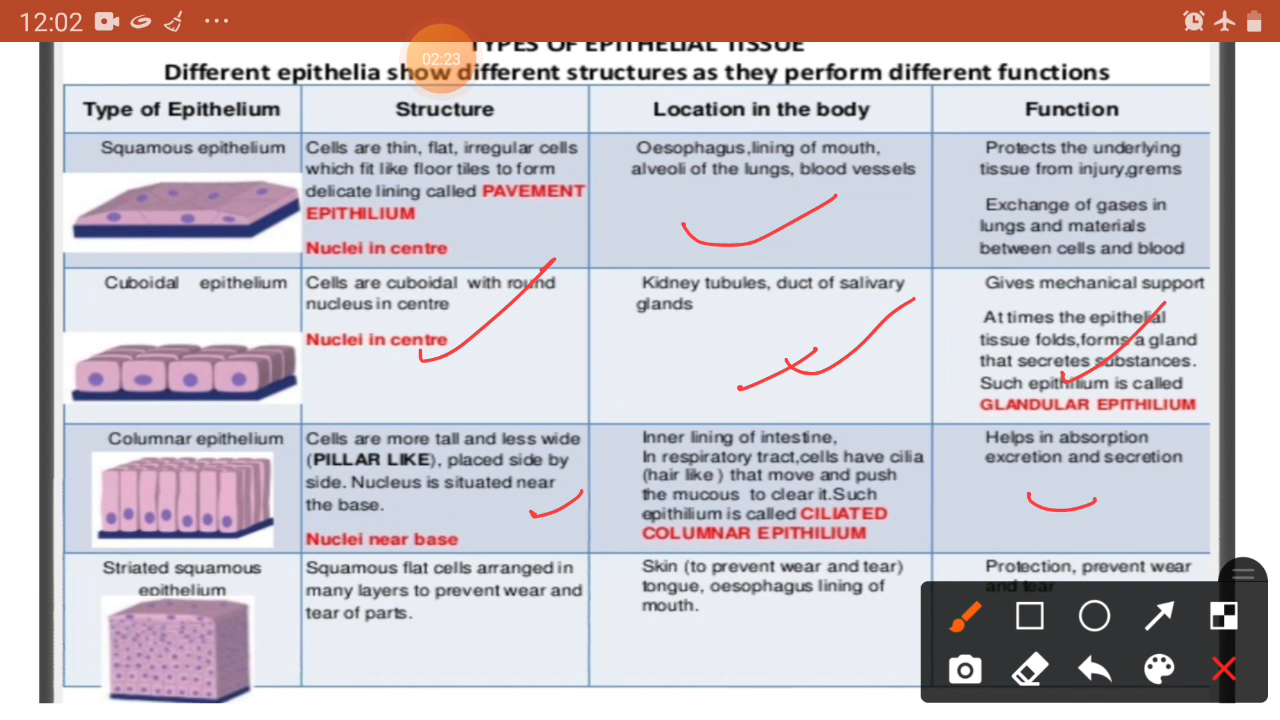 12:02
02:23
TYPES OF EPITHELIAL TISSUE
Different epithelia show different structures as they perform different functions
Type of Epithelium
Structure
Location in the body
Function
Squamous epithelium
Cells are thin, flat, irregular cells
which fit like floor tiles to form
delicate lining called PAVEMENT
EPITHILIUM
Nuclei in centre
Oesophagus,lining of mouth,
alveoli of the lungs, blood vessels
Protects the underlying
tissue from injury,grems
Exchange of gases in
lungs and materials
between cells and blood
Cuboidal epithelium
Cells are cuboidal with round
nucleus in centre
Nuclei in centre
Kidney tubules, duct of salivary
glands
Gives mechanical support
At times the epithelial
tissue folds,forms a gland
that secretes substances.
Such epithilium is called
GLANDULAR EPITHILIUM
Columnar epithelium
Cells are more tall and less wide
(PILLAR LIKE), placed side by
side. Nucleus is situated near
the base.
Nuclei near base
Inner lining of intestine,
In respiratory tract,cells have cilia
(hair like ) that move and push
the mucous to clear it.Such
epithilium is called CILIATED
COLUMNAR EPITHILIUM
Helps in absorption
excretion and secretion
Striated squamous
epithelium
Squamous flat cells arranged in
many layers to prevent wear and
tear of parts.
Skin (to prevent wear and tear)
tongue, oesophagus lining of
mouth.
Protection, prevent wear
and tear